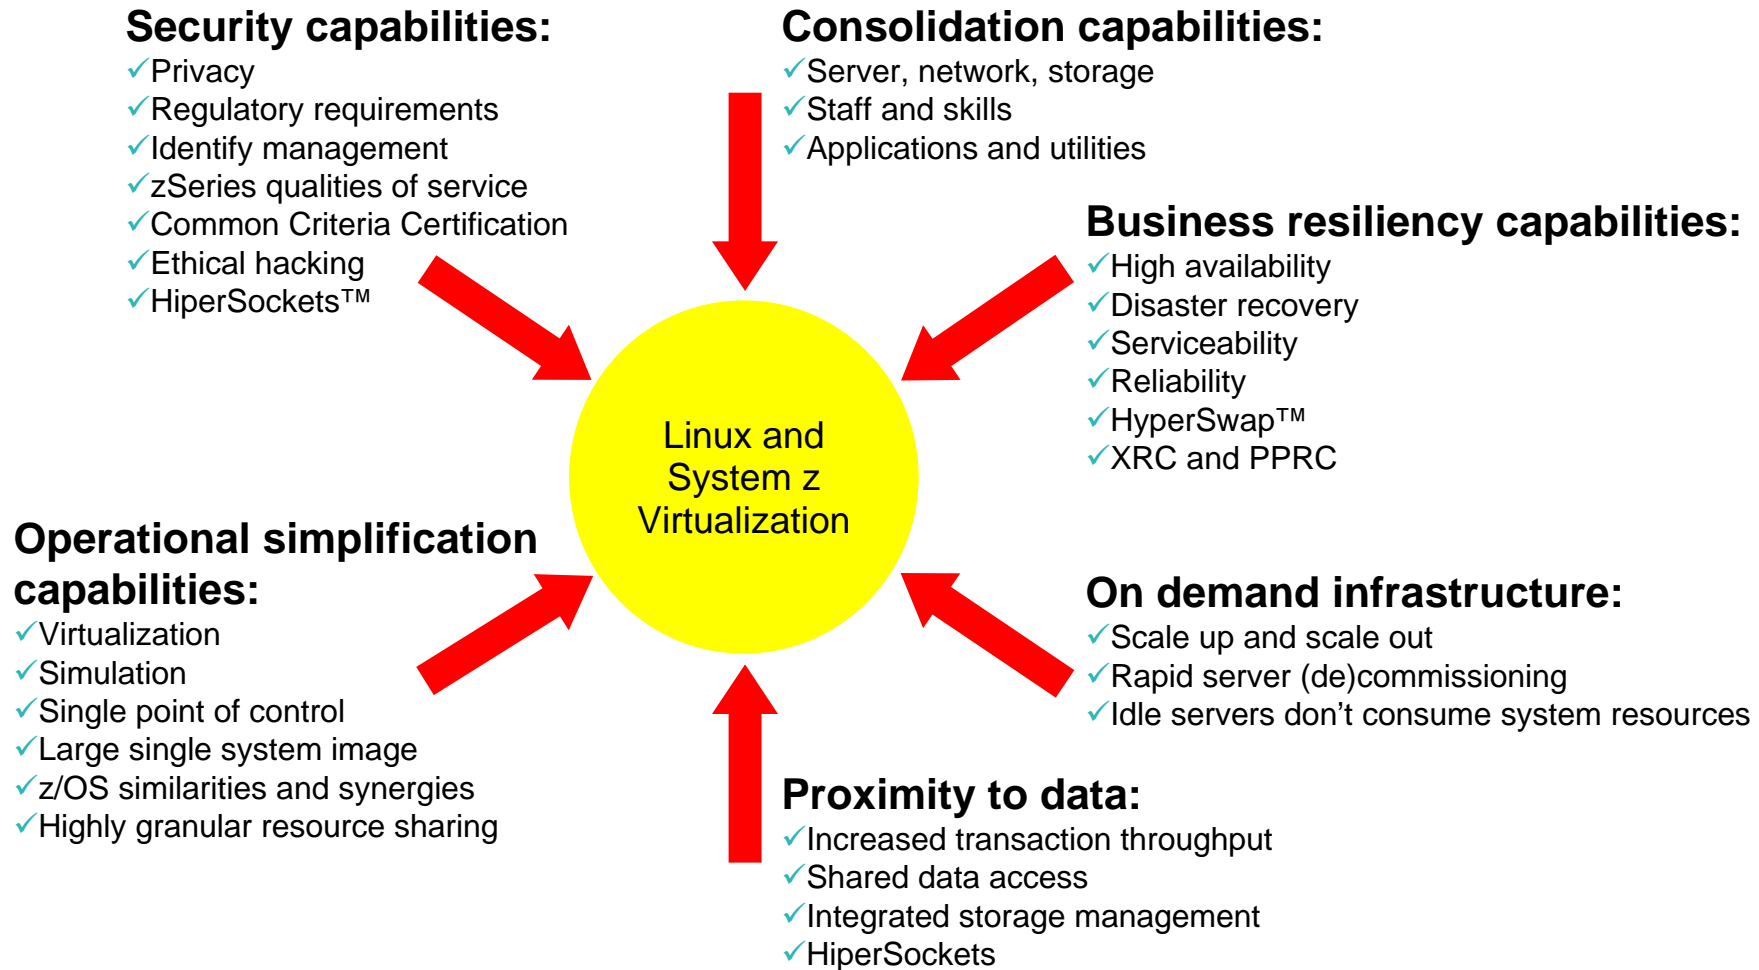 Security capabilities:
✓Privacy
✓Regulatory requirements
✓Identify management
✓zSeries qualities of service
✓Common Criteria Certification
✓Ethical hacking
✓HiperSockets™
Consolidation capabilities:
✓Server, network, storage
✓Staff and skills
✓Applications and utilities
Business resiliency capabilities:
✓High availability
✓Disaster recovery
✓Serviceability
✓Reliability
✓HyperSwap™
✓XRC and PPRC
Linux and
System z
Virtualization
Operational simplification
capabilities:
✓Virtualization
✓Simulation
✓Single point of control
✓Large single system image
✓z/OS similarities and synergies
✓Highly granular resource sharing
On demand infrastructure:
✓Scale up and scale out
✓Rapid server (de)commissioning
✓Idle servers don’t consume system resources
Proximity to data:
✓Increased transaction throughput
✓Shared data access
✓Integrated storage management
✓HiperSockets